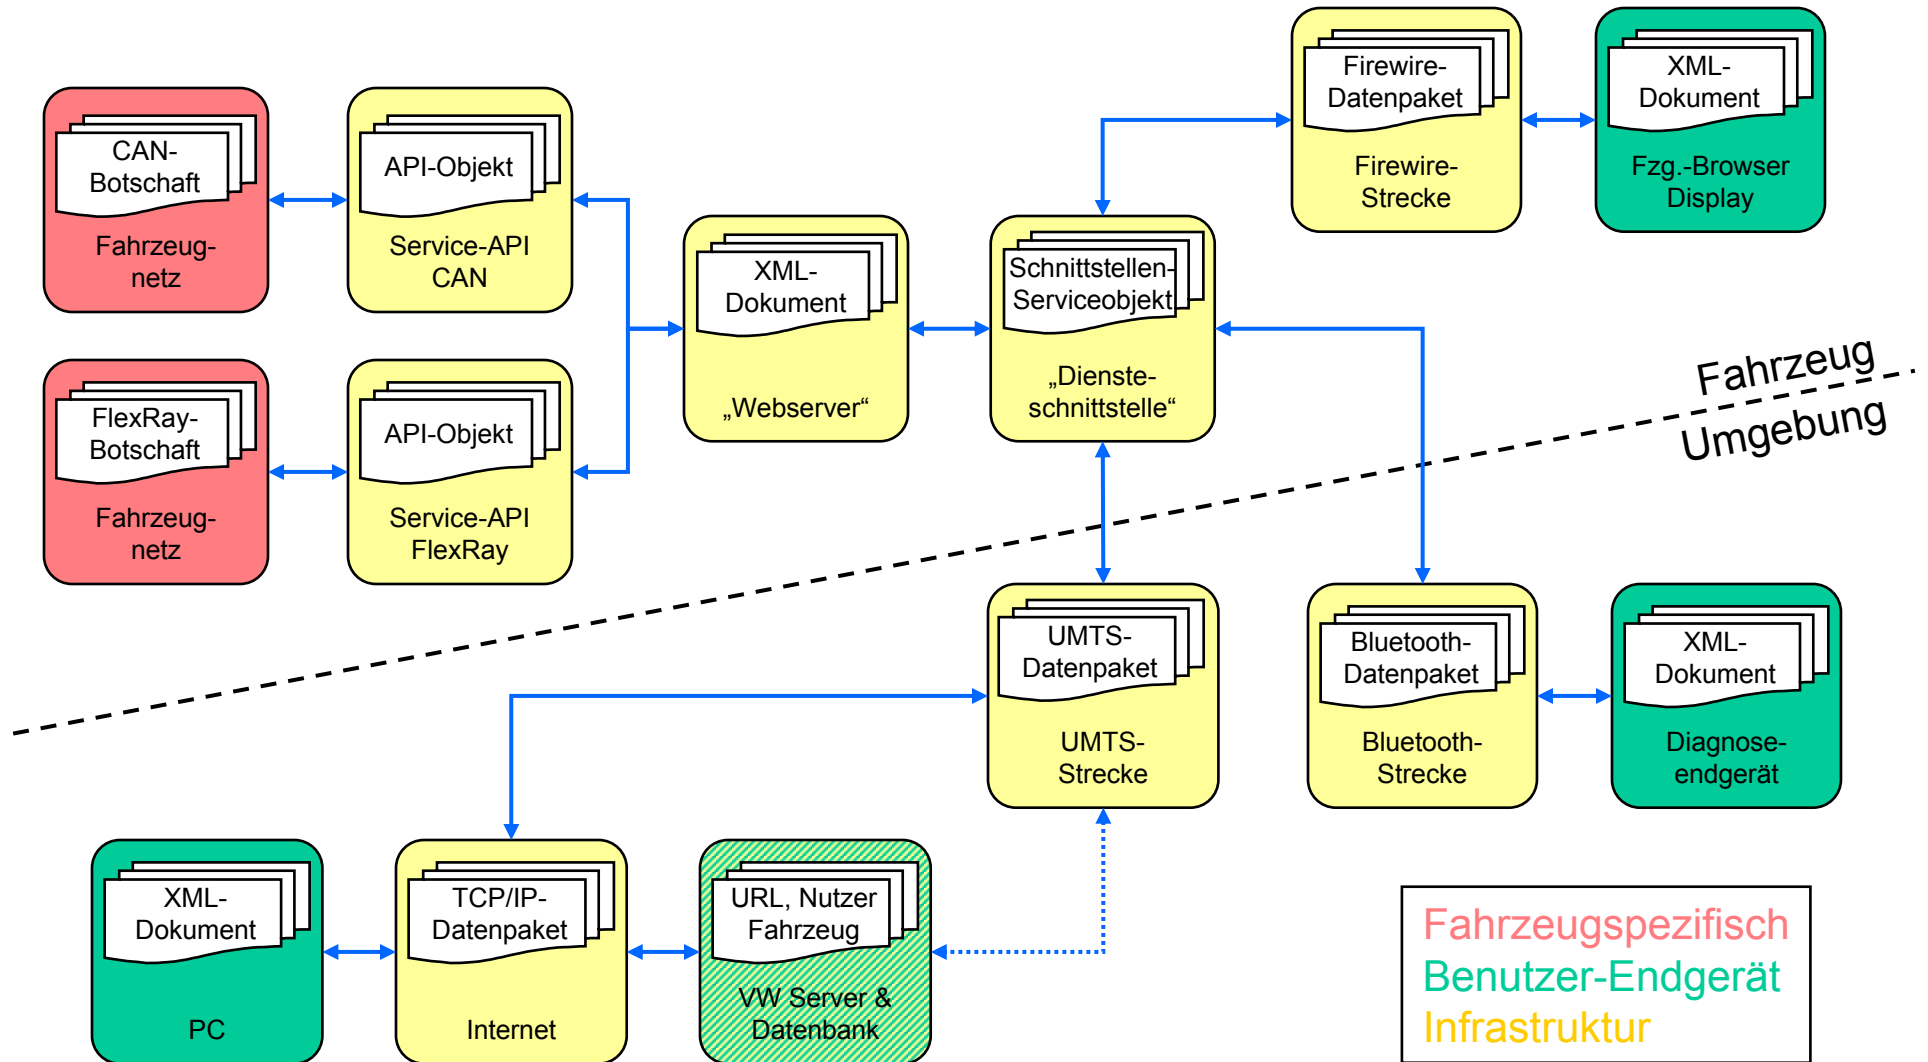 Firewire-
Datenpaket
Firewire-
Strecke
XML-
Dokument
Fzg.-Browser
Display
CAN-
Botschaft
Fahrzeug-
netz
API-Objekt
Service-API
CAN
XML-
Dokument
„Webserver“
Schnittstellen-
Serviceobjekt
„Dienste-
schnittstelle“
Fahrzeug
Umgebung
FlexRay-
Botschaft
Fahrzeug-
netz
API-Objekt
Service-API
FlexRay
UMTS-
Datenpaket
UMTS-
Strecke
Bluetooth-
Datenpaket
Bluetooth-
Strecke
XML-
Dokument
Diagnose-
endgerät
XML-
Dokument
PC
TCP/IP-
Datenpaket
Internet
URL, Nutzer
Fahrzeug
VW Server &
Datenbank
Fahrzeugspezifisch
Benutzer-Endgerät
Infrastruktur